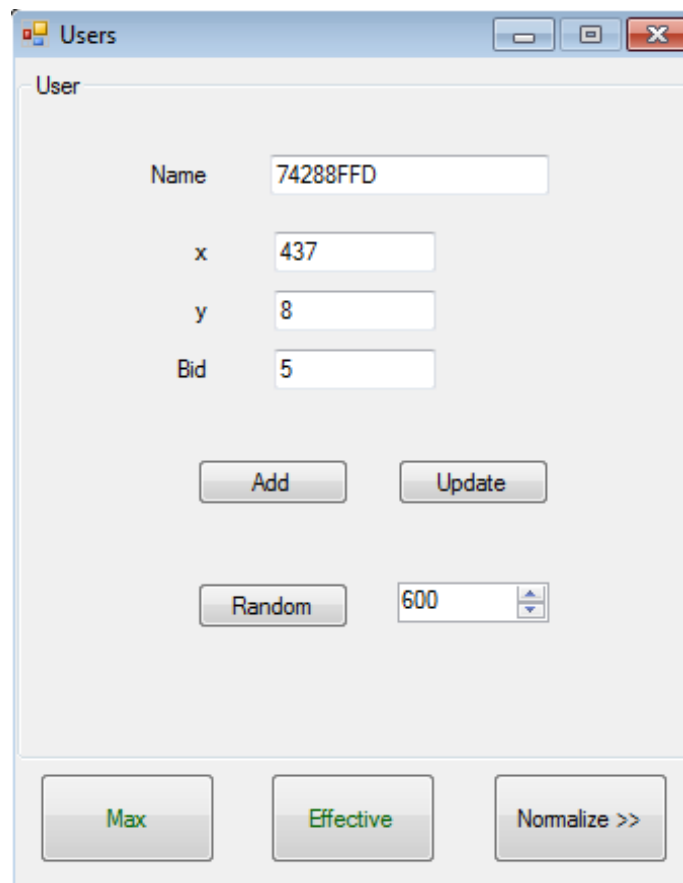 Users
User
Name 74288FFD
x 437
y 8
Bid 5
Add Update
Random 600
Max Effective Normalize >>